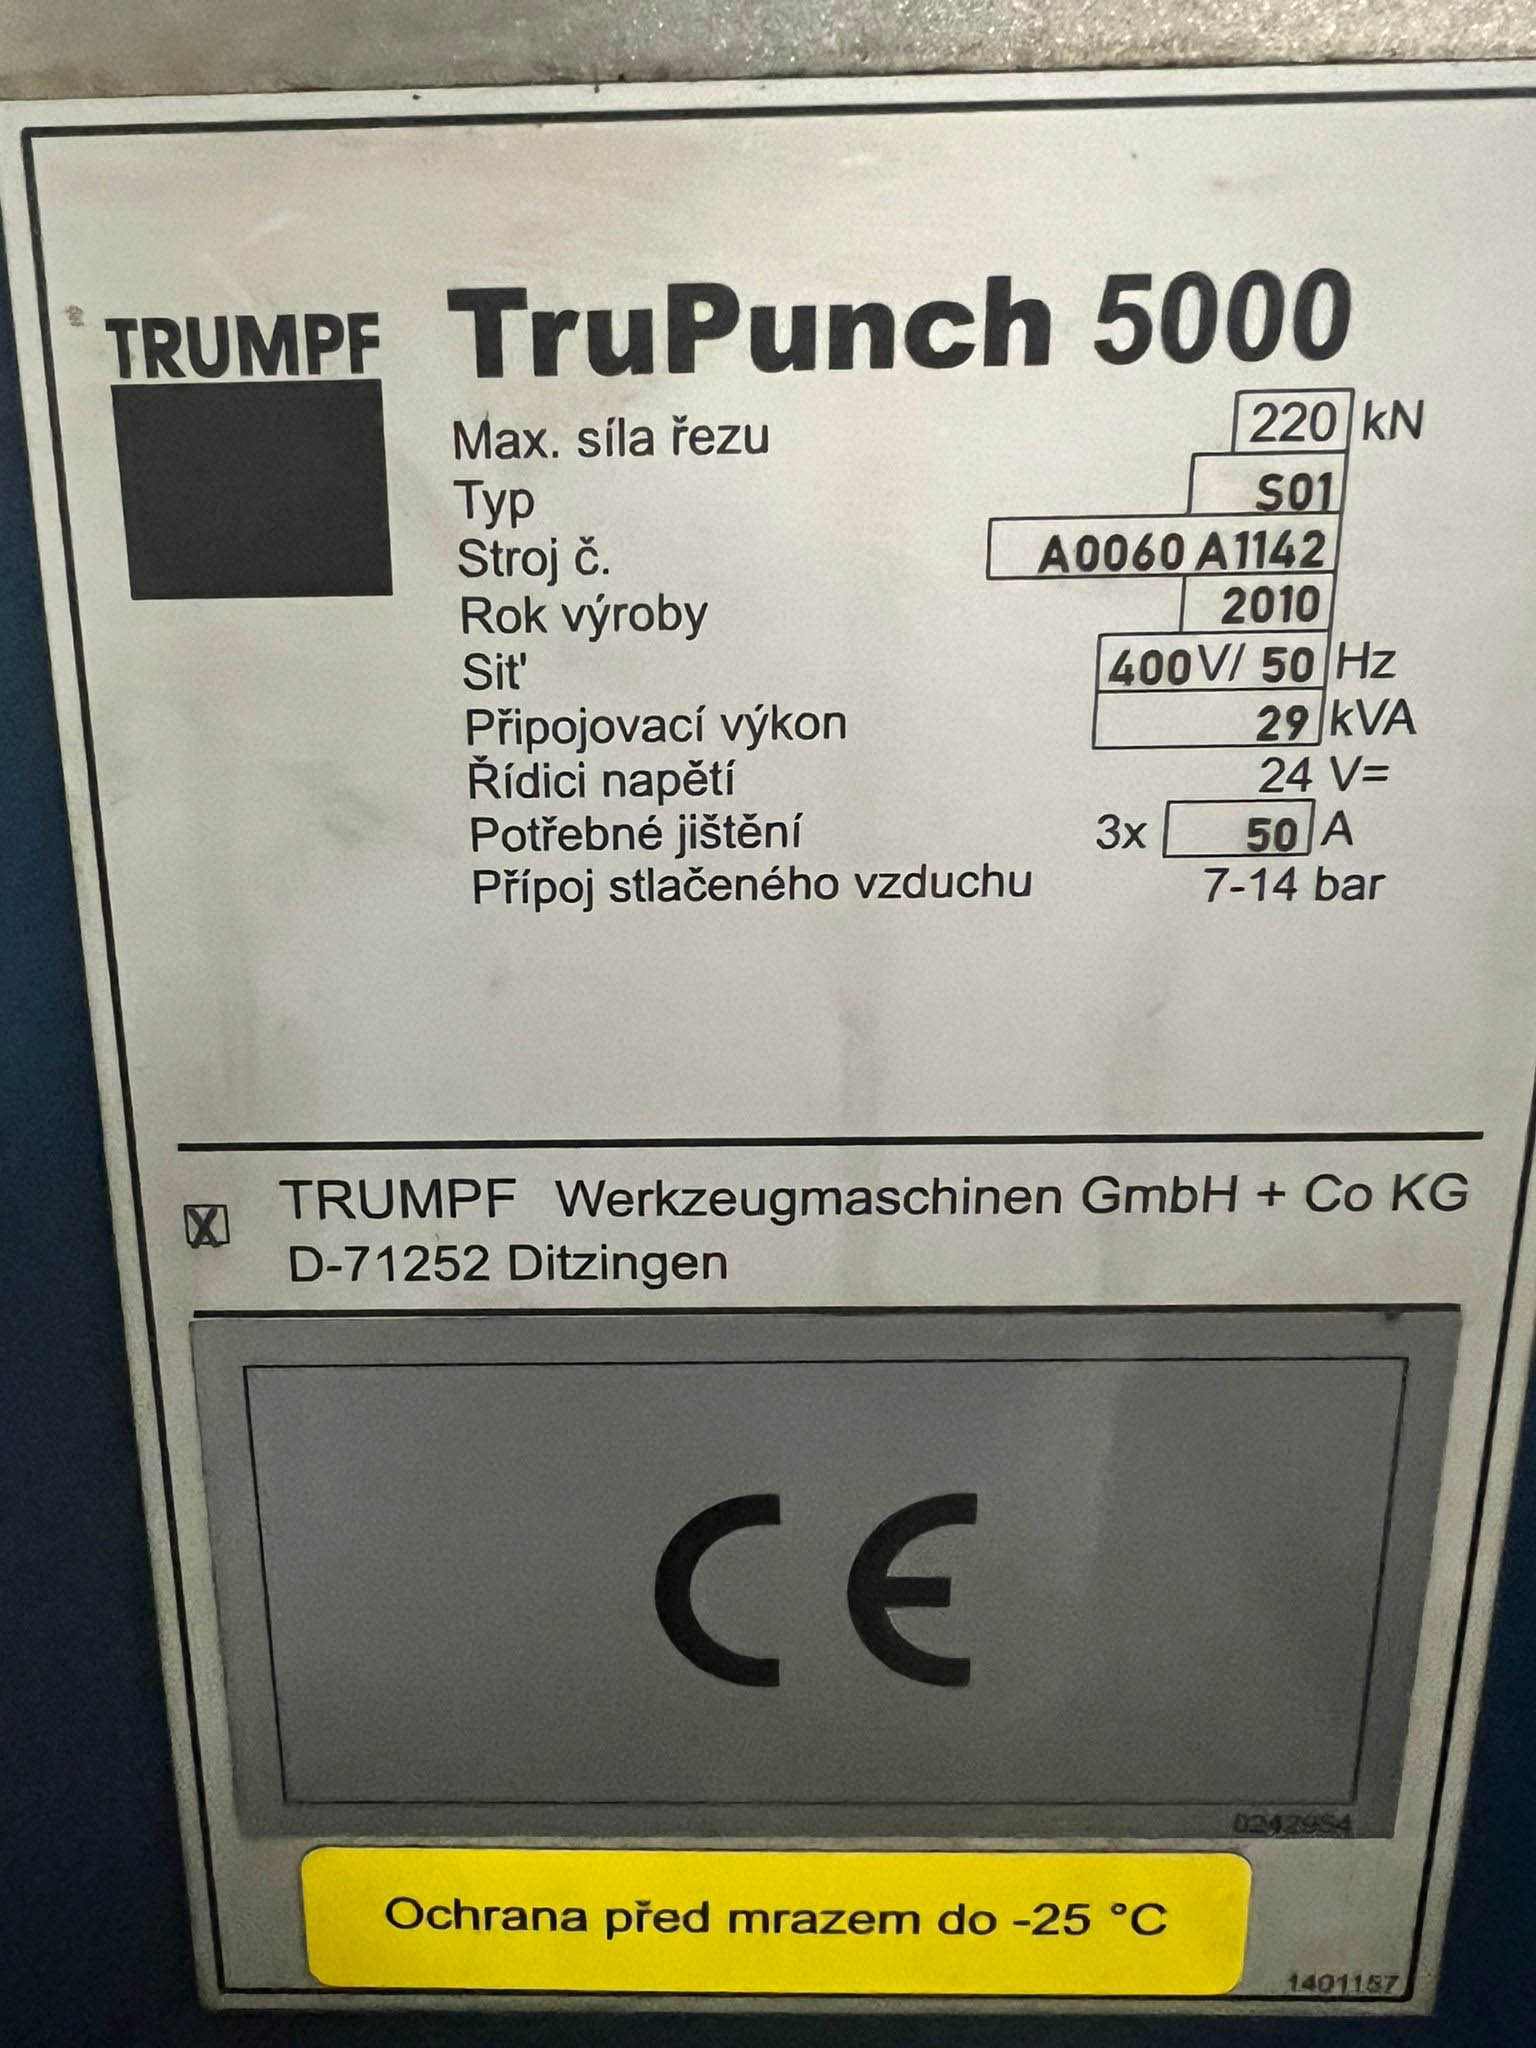 TRUMPF TruPunch 5000
Max. síla řezu 220 kN
Typ S01
Stroj č. A0060 A1142
Rok výroby 2010
Sit' 400V/ 50 Hz
Připojovací výkon 29 kVA
Řídici napětí 24 V=
Potřebné jištění 3x 50 A
Přípoj stlačeného vzduchu 7-14 bar
X TRUMPF Werkzeugmaschinen GmbH + Co KG
D-71252 Ditzingen
CE
Ochrana před mrazem do -25 °C
1401157